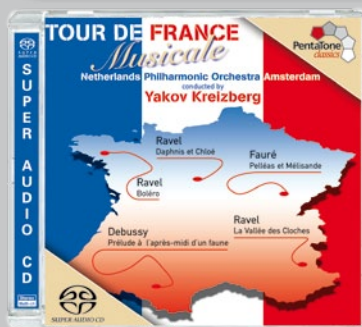 TOUR DE FRANCE
Musicale
PentaTone
classics
Netherlands Philharmonic Orchestra Amsterdam
conducted by
Yakov Kreizberg
SUPER AUDIO CD
Ravel
Daphnis et Chloé
Fauré
Pelléas et Mélisande
Ravel
Boléro
Debussy
Prélude à l'après-midi d'un faune
Ravel
La Vallée des Cloches
SUPER AUDIO CD